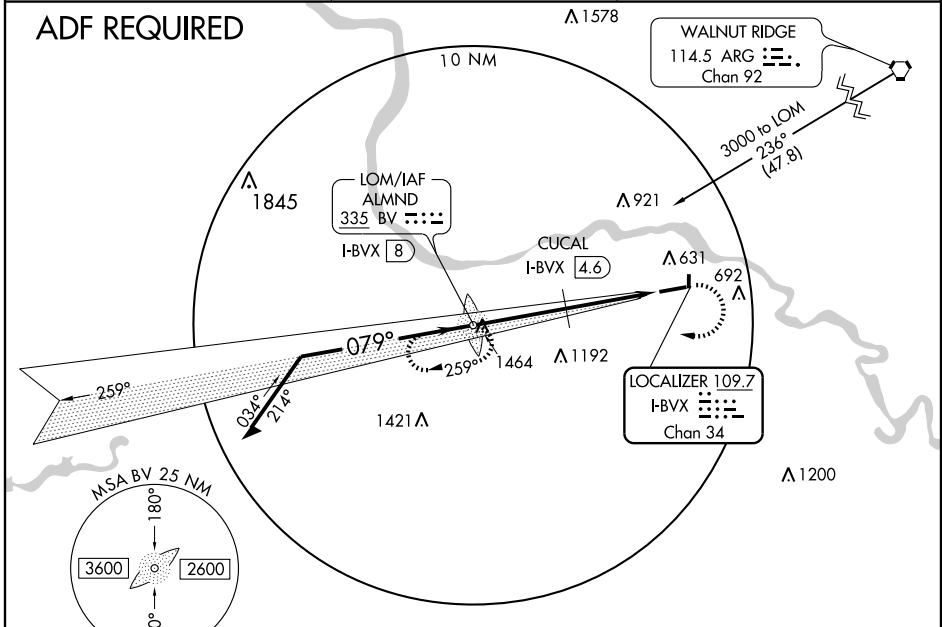 ADF REQUIRED
1578
WALNUT RIDGE
114.5 ARG
Chan 92
10 NM
3000 to LOM
236°
(47.8)
1845
LOM/IAF
ALMND
335 BV
I-BVX 8
921
CUCAL
I-BVX 4.6
631
692
079°
1464
259°
1192
259°
034°
214°
1421
LOCALIZER 109.7
I-BVX
Chan 34
1200
MSA BV 25 NM
180°
3600
2600